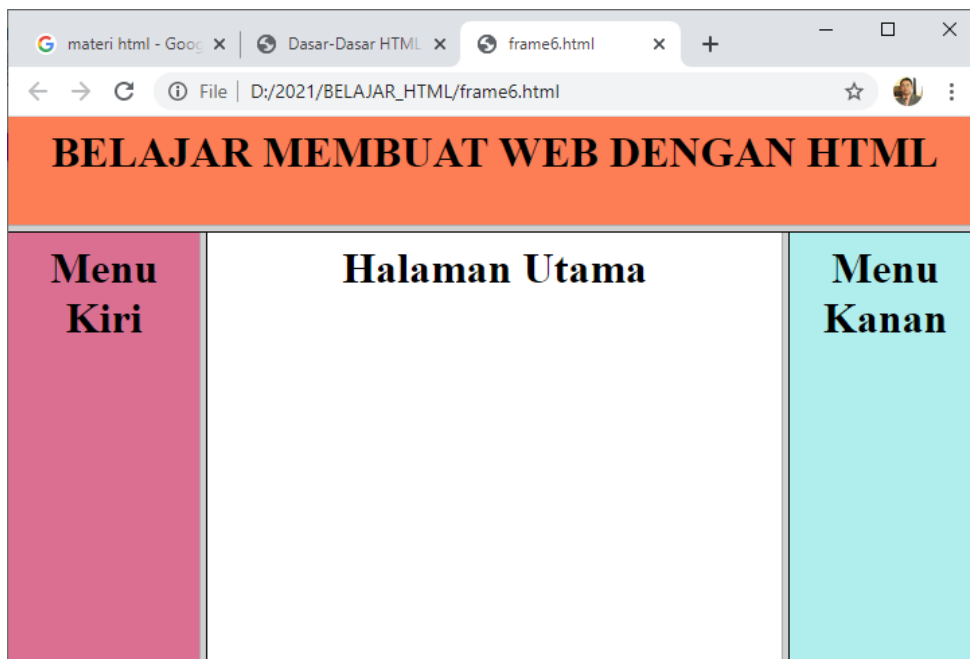 materi html - Goog
Dasar-Dasar HTML
frame6.html
File | D:/2021/BELAJAR_HTML/frame6.html
BELAJAR MEMBUAT WEB DENGAN HTML
Menu
Kiri
Halaman Utama
Menu
Kanan